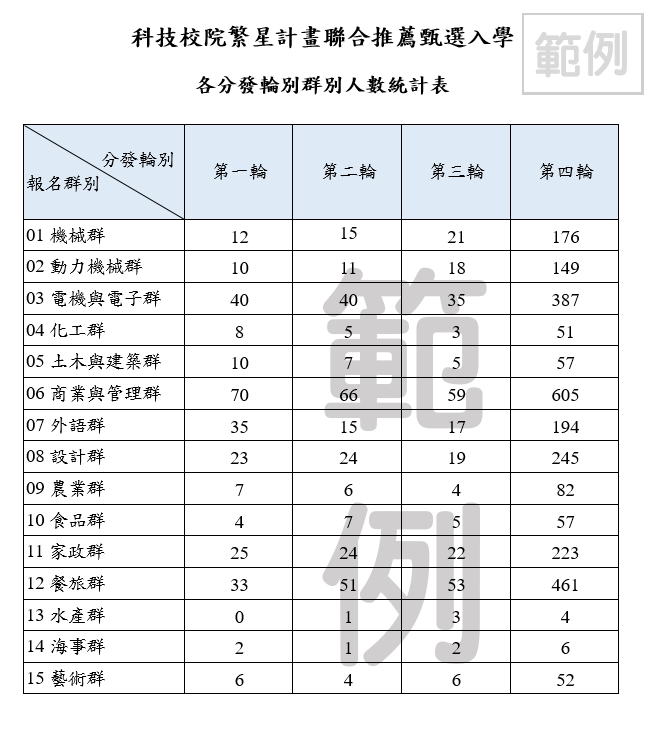 科技校院繁星計畫聯合推薦甄選入學
範例
各分發輪別群別人數統計表
分發輪別 第一輪 第二輪 第三輪 第四輪
報名群別
01 機械群 12 15 21 176
02 動力機械群 10 11 18 149
03 電機與電子群 40 40 35 387
04 化工群 8 5 3 51
05 土木與建築群 10 7 5 57
06 商業與管理群 70 66 59 605
07 外語群 35 15 17 194
08 設計群 23 24 19 245
09 農業群 7 6 4 82
10 食品群 4 7 5 57
11 家政群 25 24 22 223
12 餐旅群 33 51 53 461
13 水產群 0 1 3 4
14 海事群 2 1 2 6
15 藝術群 6 4 6 52
範例